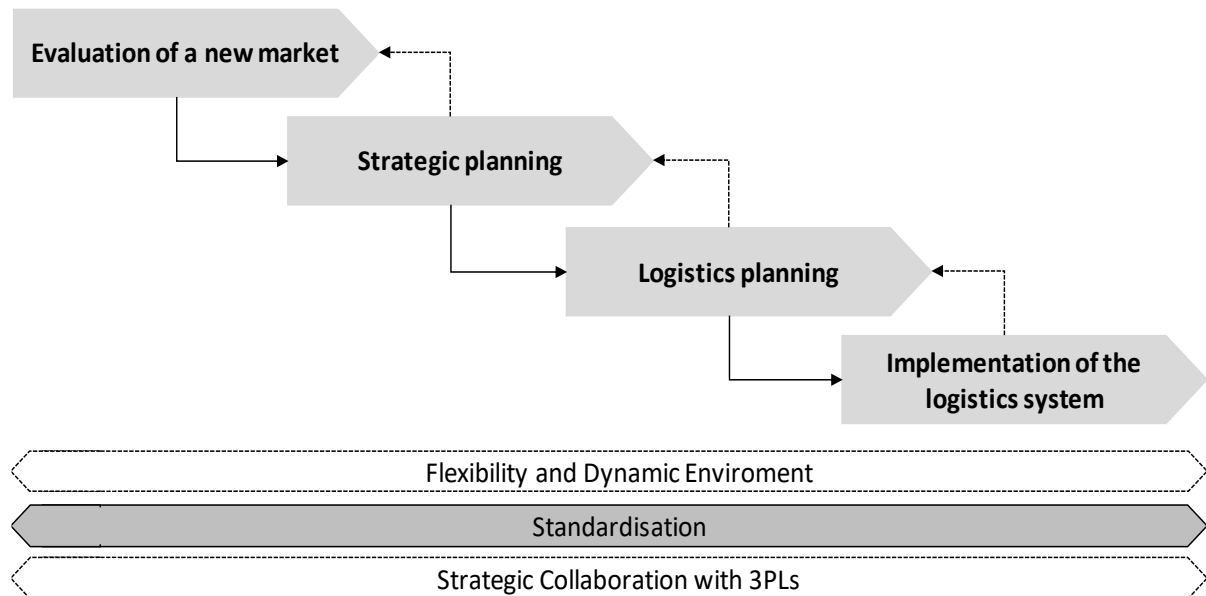 Evaluation of a new market
Strategic planning
Logistics planning
Implementation of the
logistics system
Flexibility and Dynamic Enviroment
Standardisation
Strategic Collaboration with 3PLs